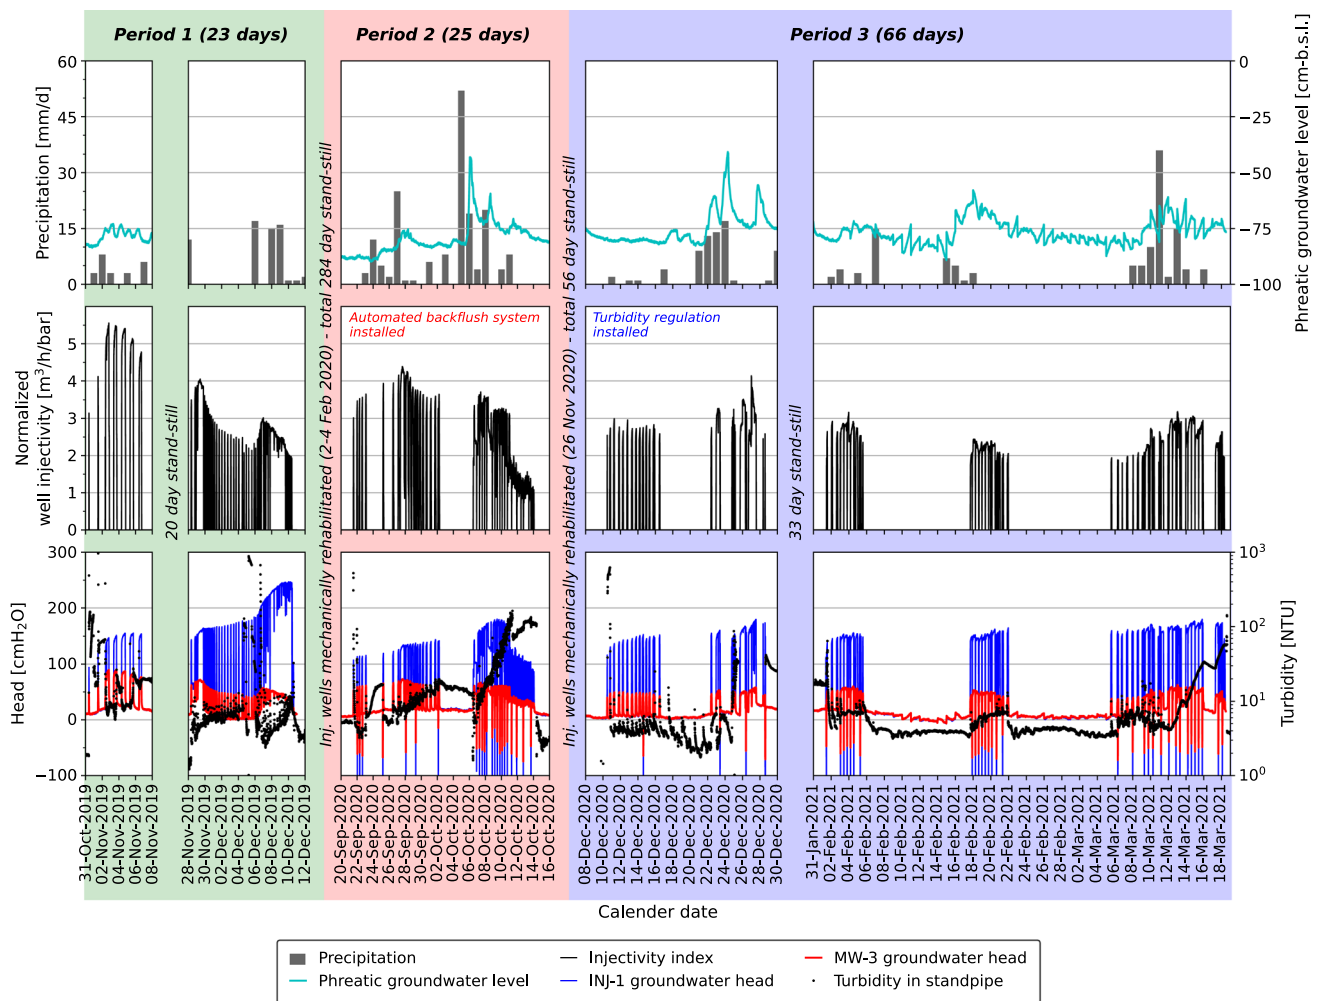 Period 1 (23 days)
Period 2 (25 days)
Period 3 (66 days)
Precipitation [mm/d]
60
45
30
15
0
Phreatic groundwater level [cm-b.s.l.]
0
−25
−50
−75
−100
Normalized
well injectivity [m³/h/bar]
5
4
3
2
1
0
20 day stand-still
Inj. wells mechanically rehabilitated (2-4 Feb 2020) - total 284 day stand-still
Automated backflush system
installed
Inj. wells mechanically rehabilitated (26 Nov 2020) - total 56 day stand-still
Turbidity regulation
installed
33 day stand-still
Head [cmH₂O]
300
200
100
0
−100
Turbidity [NTU]
10³
10²
10¹
10⁰
31-Oct-2019
02-Nov-2019
04-Nov-2019
06-Nov-2019
08-Nov-2019
28-Nov-2019
30-Nov-2019
02-Dec-2019
04-Dec-2019
06-Dec-2019
08-Dec-2019
10-Dec-2019
12-Dec-2019
20-Sep-2020
22-Sep-2020
24-Sep-2020
26-Sep-2020
28-Sep-2020
30-Sep-2020
02-Oct-2020
04-Oct-2020
06-Oct-2020
08-Oct-2020
10-Oct-2020
12-Oct-2020
14-Oct-2020
16-Oct-2020
08-Dec-2020
10-Dec-2020
12-Dec-2020
14-Dec-2020
16-Dec-2020
18-Dec-2020
20-Dec-2020
22-Dec-2020
24-Dec-2020
26-Dec-2020
28-Dec-2020
30-Dec-2020
31-Jan-2021
02-Feb-2021
04-Feb-2021
06-Feb-2021
08-Feb-2021
10-Feb-2021
12-Feb-2021
14-Feb-2021
16-Feb-2021
18-Feb-2021
20-Feb-2021
22-Feb-2021
24-Feb-2021
26-Feb-2021
28-Feb-2021
02-Mar-2021
04-Mar-2021
06-Mar-2021
08-Mar-2021
10-Mar-2021
12-Mar-2021
14-Mar-2021
16-Mar-2021
18-Mar-2021
Calender date
Precipitation
Phreatic groundwater level
Injectivity index
INJ-1 groundwater head
MW-3 groundwater head
Turbidity in standpipe